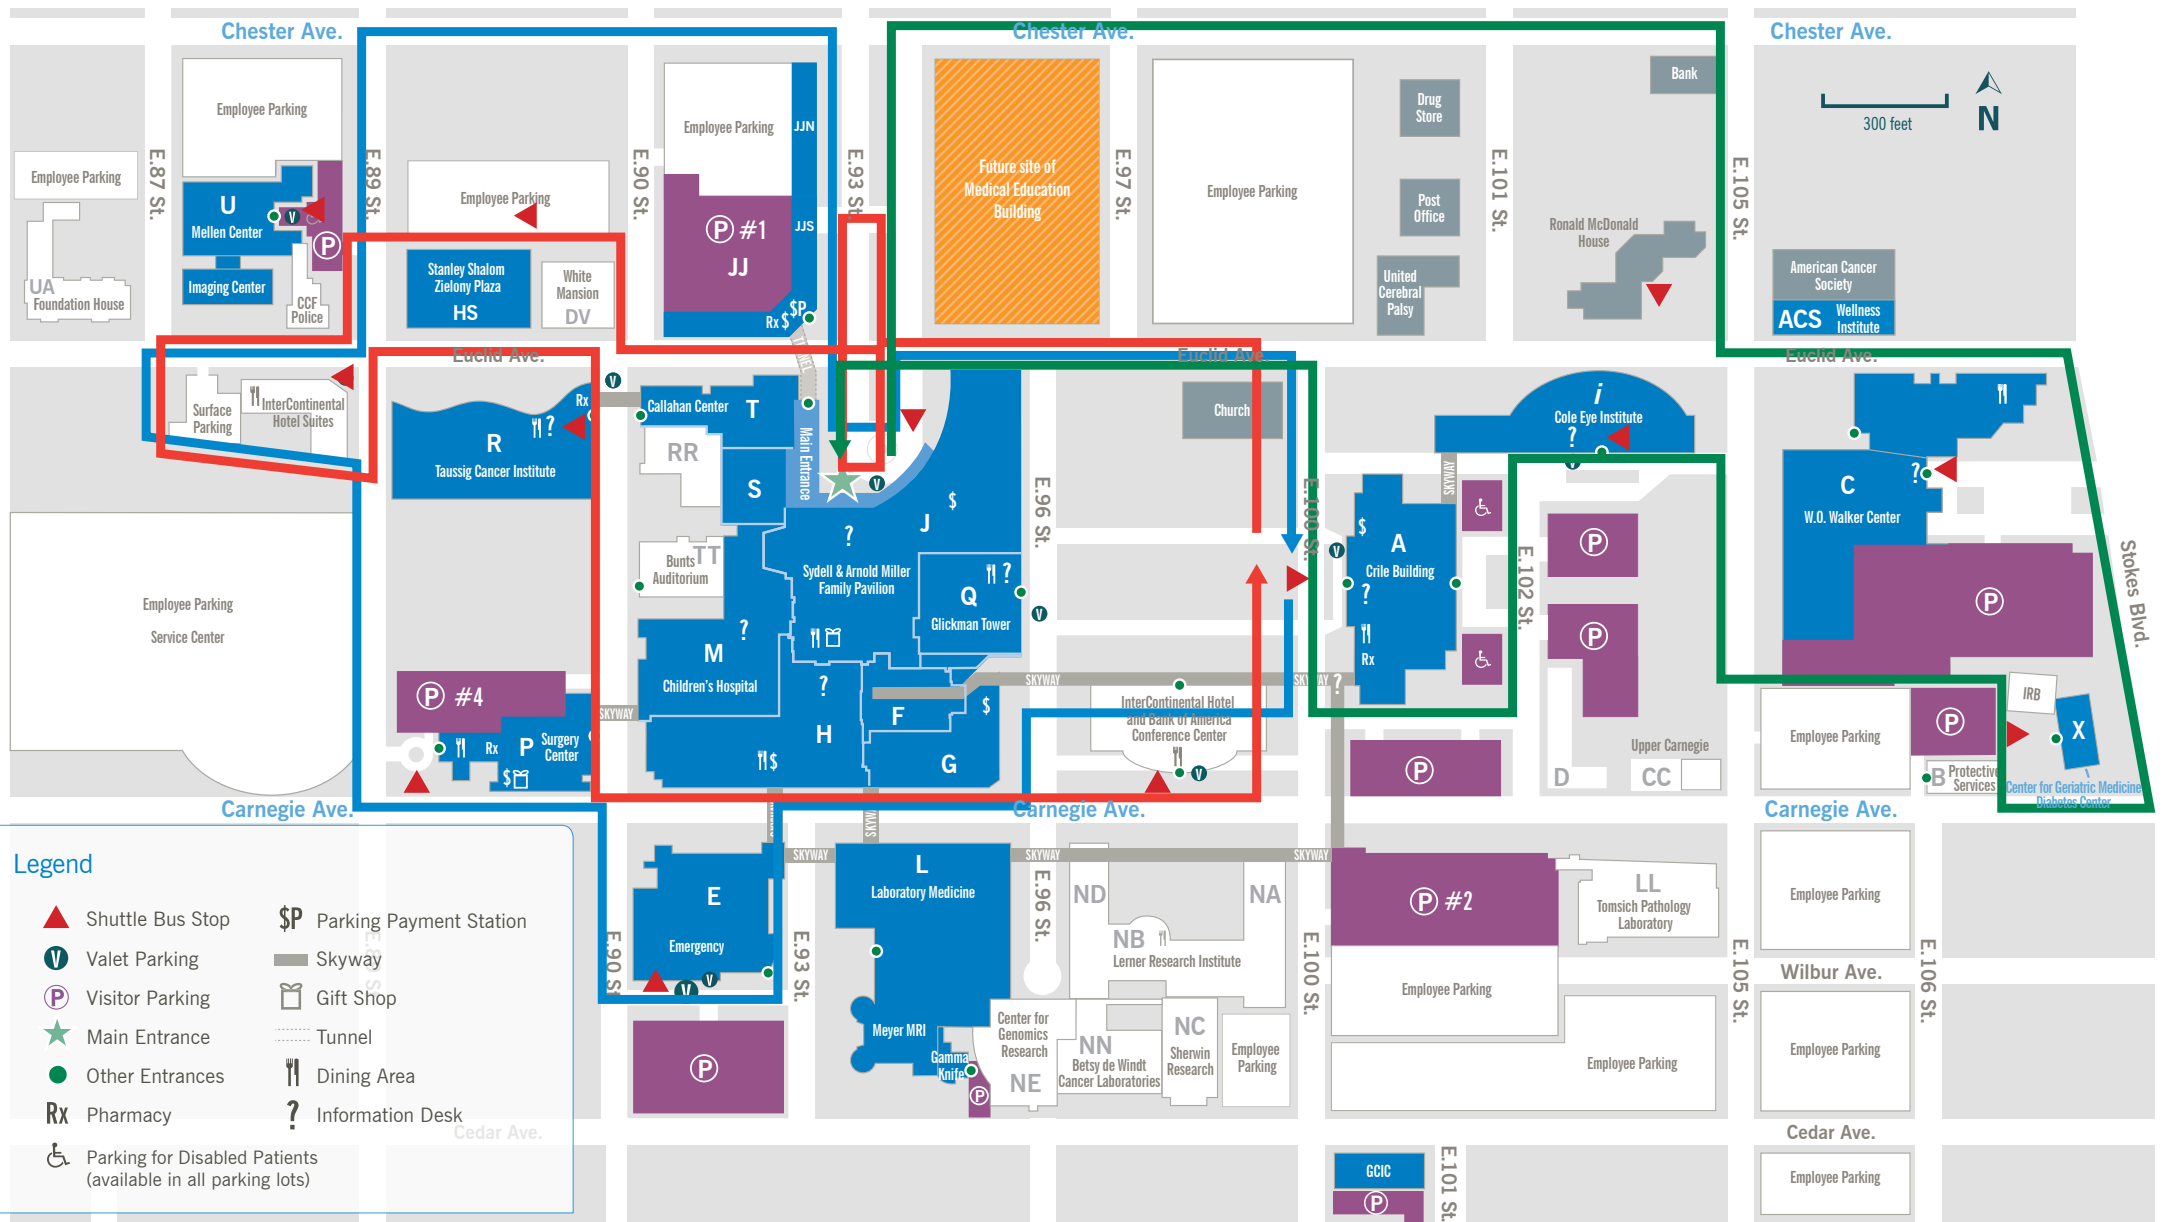 Chester Ave.
Chester Ave.
Chester Ave.
Employee Parking
Employee Parking
E.87 St.
U
Mellen Center
V
P
Imaging Center
UA
Foundation House
CCF
Police
E.89 St.
Employee Parking
Stanley Shalom
Zielony Plaza
HS
White
Mansion
DV
E.90 St.
Employee Parking
JJN
JJS
P #1
JJ
$P
Rx $
E.93 St.
Future site of
Medical Education
Building
E.97 St.
Employee Parking
Drug
Store
Post
Office
United
Cerebral
Palsy
E.101 St.
Bank
Ronald McDonald
House
E.105 St.
300 feet
N
American Cancer
Society
ACS
Wellness
Institute
Euclid Ave.
Euclid Ave.
Euclid Ave.
Surface
Parking
InterContinental
Hotel Suites
Rx
R
?
Taussig Cancer Institute
V
Callahan Center
T
RR
S
Main Entrance
V
J
$
?
Sydell & Arnold Miller
Family Pavilion
Q
?
Glickman Tower
Bunts
Auditorium
TT
?
M
Children's Hospital
?
H
$
F
G
$
E.96 St.
V
Church
E.100 St.
V
$
A
Crile Building
?
Rx
SKYWAY
i
Cole Eye Institute
?
V
E.102 St.
P
P
C
?
W.O. Walker Center
P
Stokes Blvd.
Employee Parking
Service Center
P #4
Rx
P
Surgery
Center
$
SKYWAY
SKYWAY
SKYWAY
?
InterContinental Hotel
and Bank of America
Conference Center
V
P
D
Upper Carnegie
CC
Employee Parking
P
B
Protective
Services
IRB
X
Center for Geriatric Medicine
Diabetes Center
Carnegie Ave.
Carnegie Ave.
Carnegie Ave.
Legend
Shuttle Bus Stop
V
Valet Parking
P
Visitor Parking
Main Entrance
Other Entrances
Rx
Pharmacy
Parking for Disabled Patients
(available in all parking lots)
$P
Parking Payment Station
Skyway
Gift Shop
Tunnel
Dining Area
?
Information Desk
Cedar Ave.
E
Emergency
V
V
E.90 St
E.93 St.
P
SKYWAY
SKYWAY
L
Laboratory Medicine
Meyer MRI
Gamma
Knife
P
SKYWAY
SKYWAY
E.96 St.
ND
NA
NB
Lerner Research Institute
Center for
Genomics
Research
NE
NN
Betsy de Windt
Cancer Laboratories
NC
Sherwin
Research
Employee
Parking
E.100 St.
P #2
LL
Tomsich Pathology
Laboratory
Employee Parking
Employee Parking
E.105 St.
Employee Parking
Wilbur Ave.
Employee Parking
E.106 St.
Cedar Ave.
Employee Parking
GCIC
P
E.101 St.